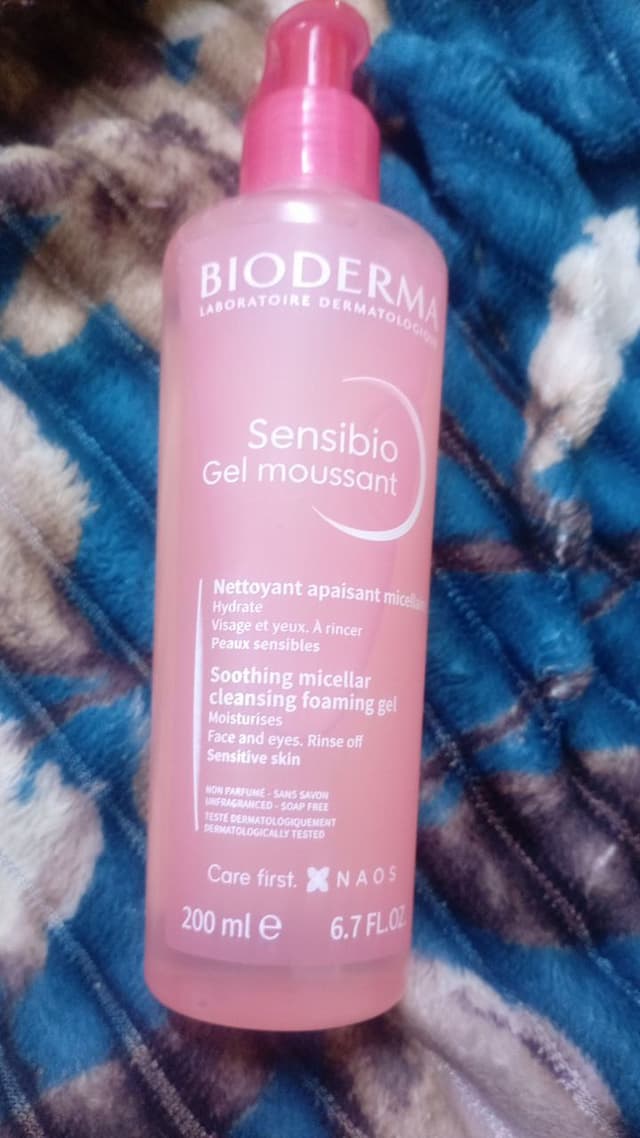 BIODERMA
LABORATOIRE DERMATOLOGIQUE
Sensibio
Gel moussant
Nettoyant apaisant micellaire
Hydrate
Visage et yeux. À rincer
Peaux sensibles
Soothing micellar
cleansing foaming gel
Moisturises
Face and eyes. Rinse off
Sensitive skin
NON PARFUMÉ - SANS SAVON
UNFRAGRANCED - SOAP FREE
TESTÉ DERMATOLOGIQUEMENT
DERMATOLOGICALLY TESTED
Care first. NAOS
200 ml e 6.7 FL.OZ.